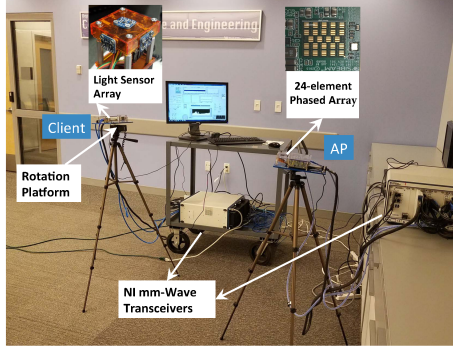 e and Engineering
Light Sensor
Array
24-element
Phased Array
Client
AP
Rotation
Platform
NI mm-Wave
Transceivers